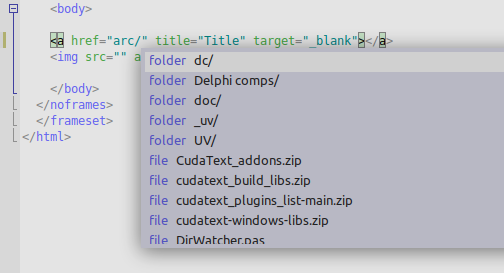 <body>
<a href="arc/" title="Title" target="_blank"></a>
<img src="" a
folder dc/
folder Delphi comps/
folder doc/
folder _uv/
folder UV/
file CudaText_addons.zip
file cudatext_build_libs.zip
file cudatext_plugins_list-main.zip
file cudatext-windows-libs.zip
file DirWatcher.pas
</body>
</noframes>
</frameset>
</html>